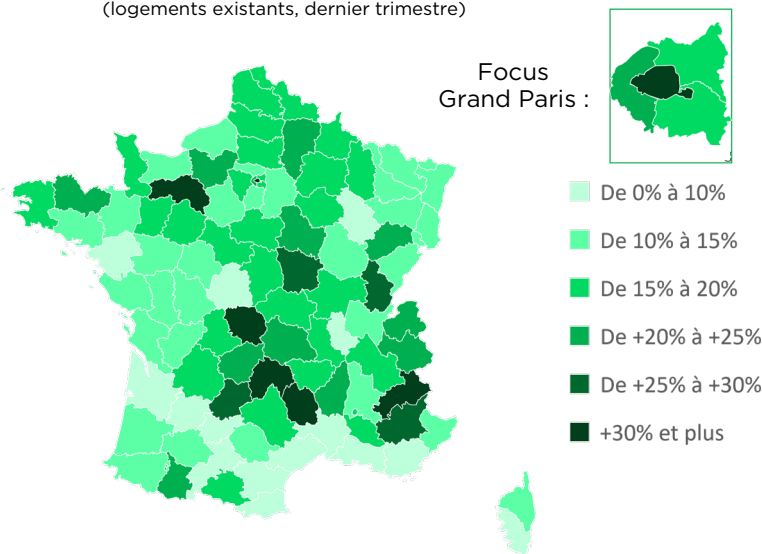 (logements existants, dernier trimestre)
Focus
Grand Paris :
De 0% à 10%
De 10% à 15%
De 15% à 20%
De +20% à +25%
De +25% à +30%
+30% et plus